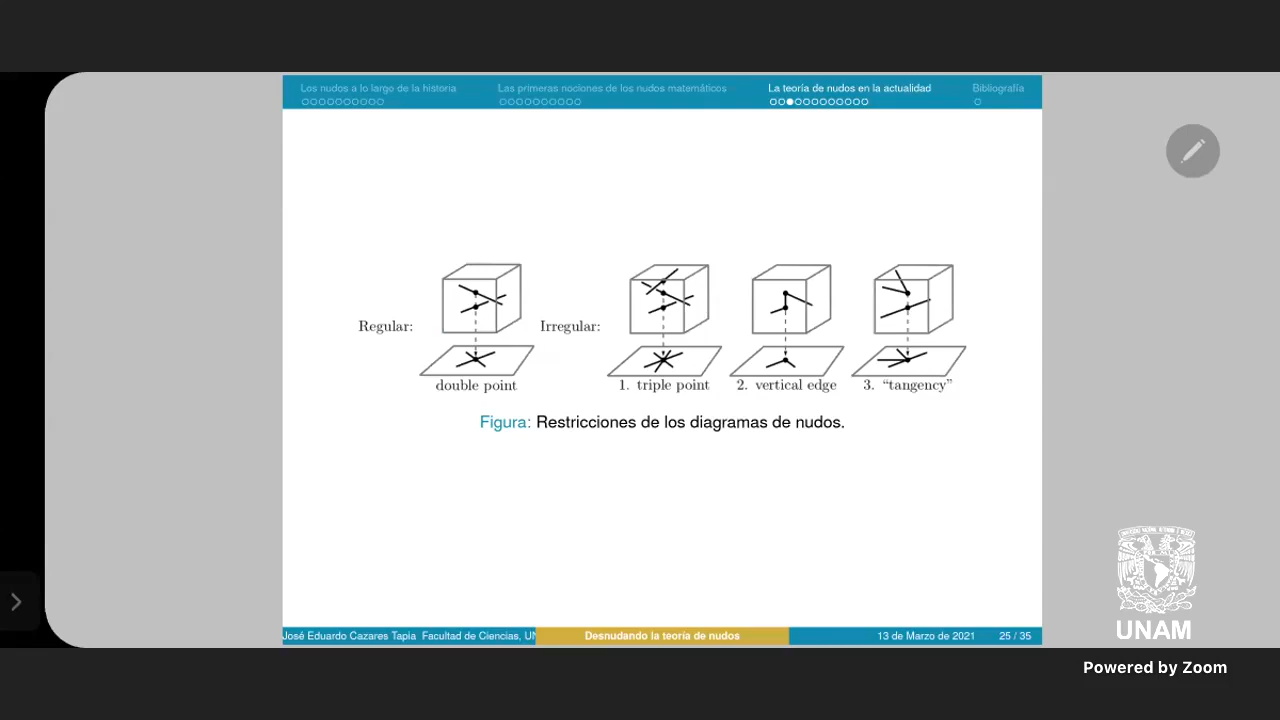 Los nudos a lo largo de la historia
Las primeras nociones de los nudos matemáticos
La teoría de nudos en la actualidad
Bibliografía
Regular:
Irregular:
double point
1. triple point
2. vertical edge
3. “tangency”
Figura: Restricciones de los diagramas de nudos.
José Eduardo Cazares Tapia Facultad de Ciencias, UN
Desnudando la teoría de nudos
13 de Marzo de 2021
25 / 35
UNAM
Powered by Zoom